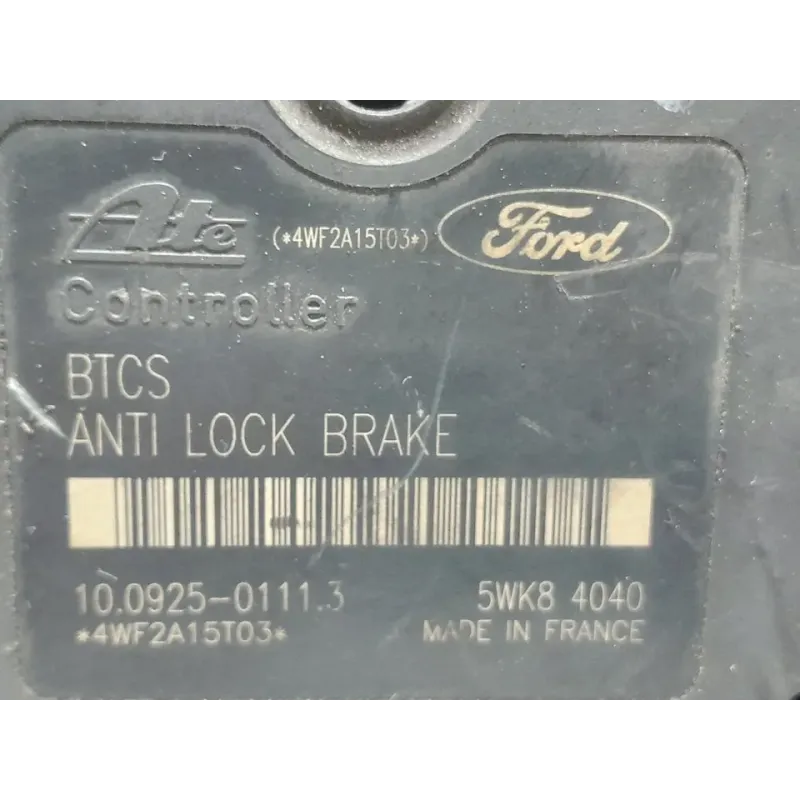 Ate (*4WF2A15T03*) Ford
Controller
BTCS
ANTI LOCK BRAKE
10.0925-0111.3 5WK8 4040
*4WF2A15T03* MADE IN FRANCE